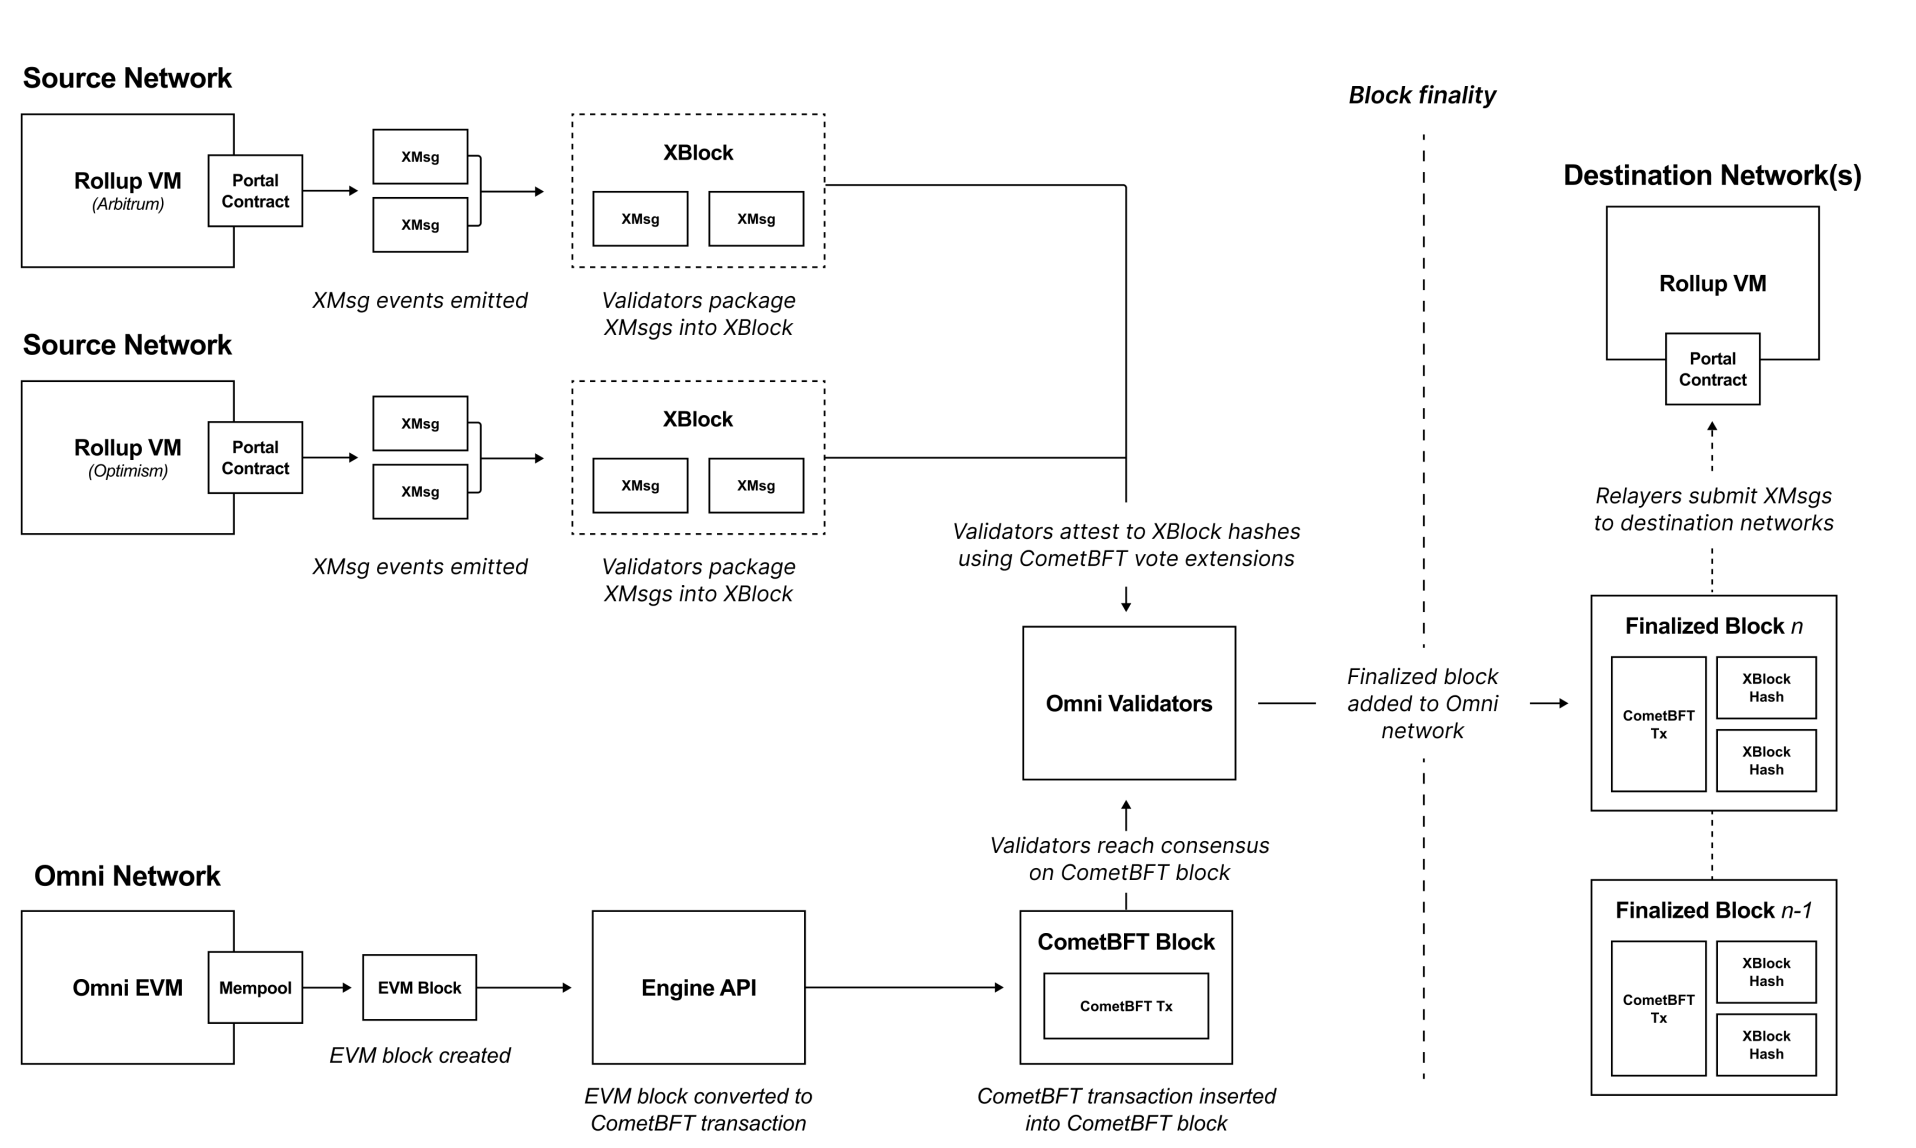 Source Network
Rollup VM
(Arbitrum)
Portal
Contract
XMsg
XMsg
XMsg events emitted
XBlock
XMsg
XMsg
Validators package
XMsgs into XBlock
Source Network
Rollup VM
(Optimism)
Portal
Contract
XMsg
XMsg
XMsg events emitted
XBlock
XMsg
XMsg
Validators package
XMsgs into XBlock
Validators attest to XBlock hashes
using CometBFT vote extensions
Omni Validators
Validators reach consensus
on CometBFT block
Omni Network
Omni EVM
Mempool
EVM Block
EVM block created
Engine API
EVM block converted to
CometBFT transaction
CometBFT Block
CometBFT Tx
CometBFT transaction inserted
into CometBFT block
Block finality
Finalized block
added to Omni
network
Destination Network(s)
Rollup VM
Portal
Contract
Relayers submit XMsgs
to destination networks
Finalized Block n
CometBFT
Tx
XBlock
Hash
XBlock
Hash
Finalized Block n-1
CometBFT
Tx
XBlock
Hash
XBlock
Hash